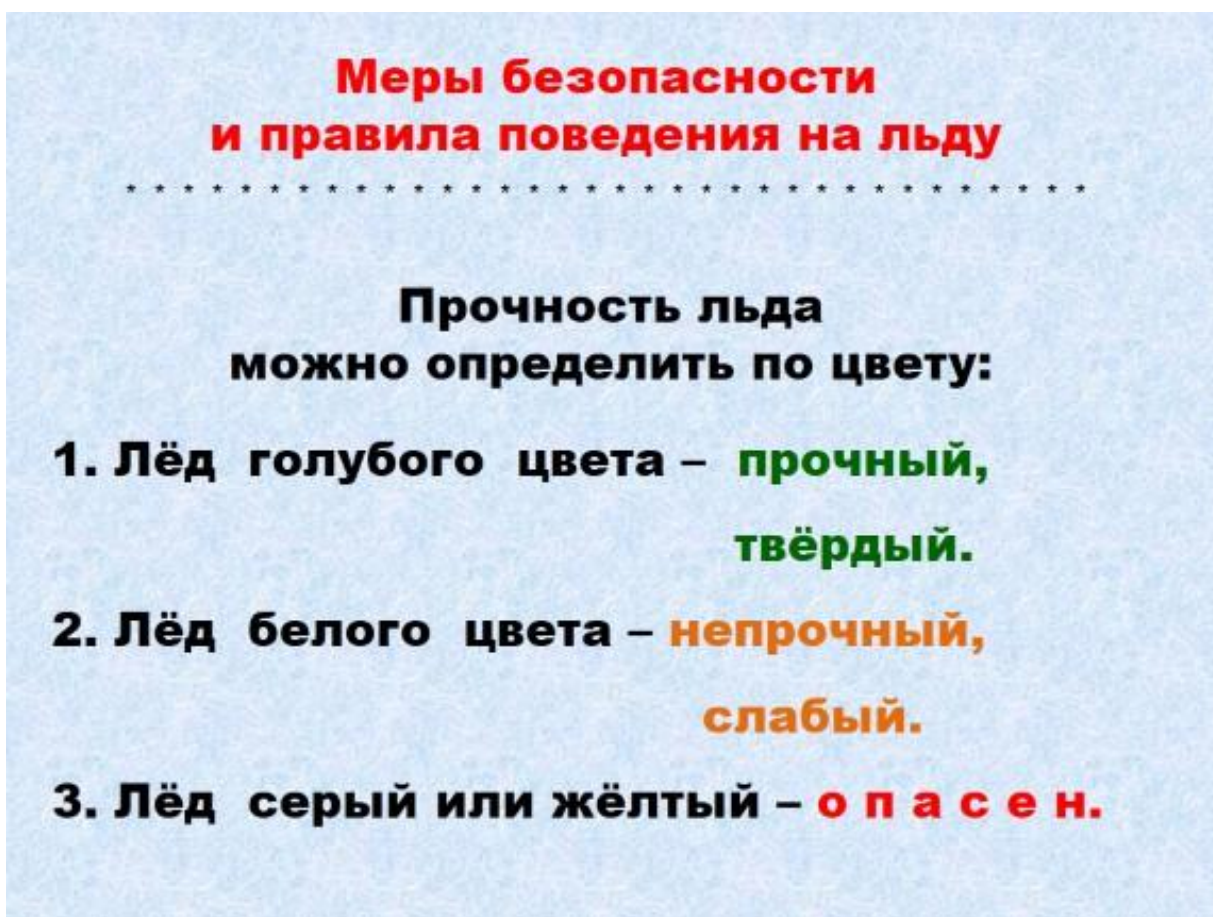 Меры безопасности
и правила поведения на льду
* * * * * * * * * * * * * * * * * * * * * * * * * * * * * * * * * *
Прочность льда
можно определить по цвету:
1. Лёд голубого цвета – прочный,
твёрдый.
2. Лёд белого цвета – непрочный,
слабый.
3. Лёд серый или жёлтый – о п а с е н.